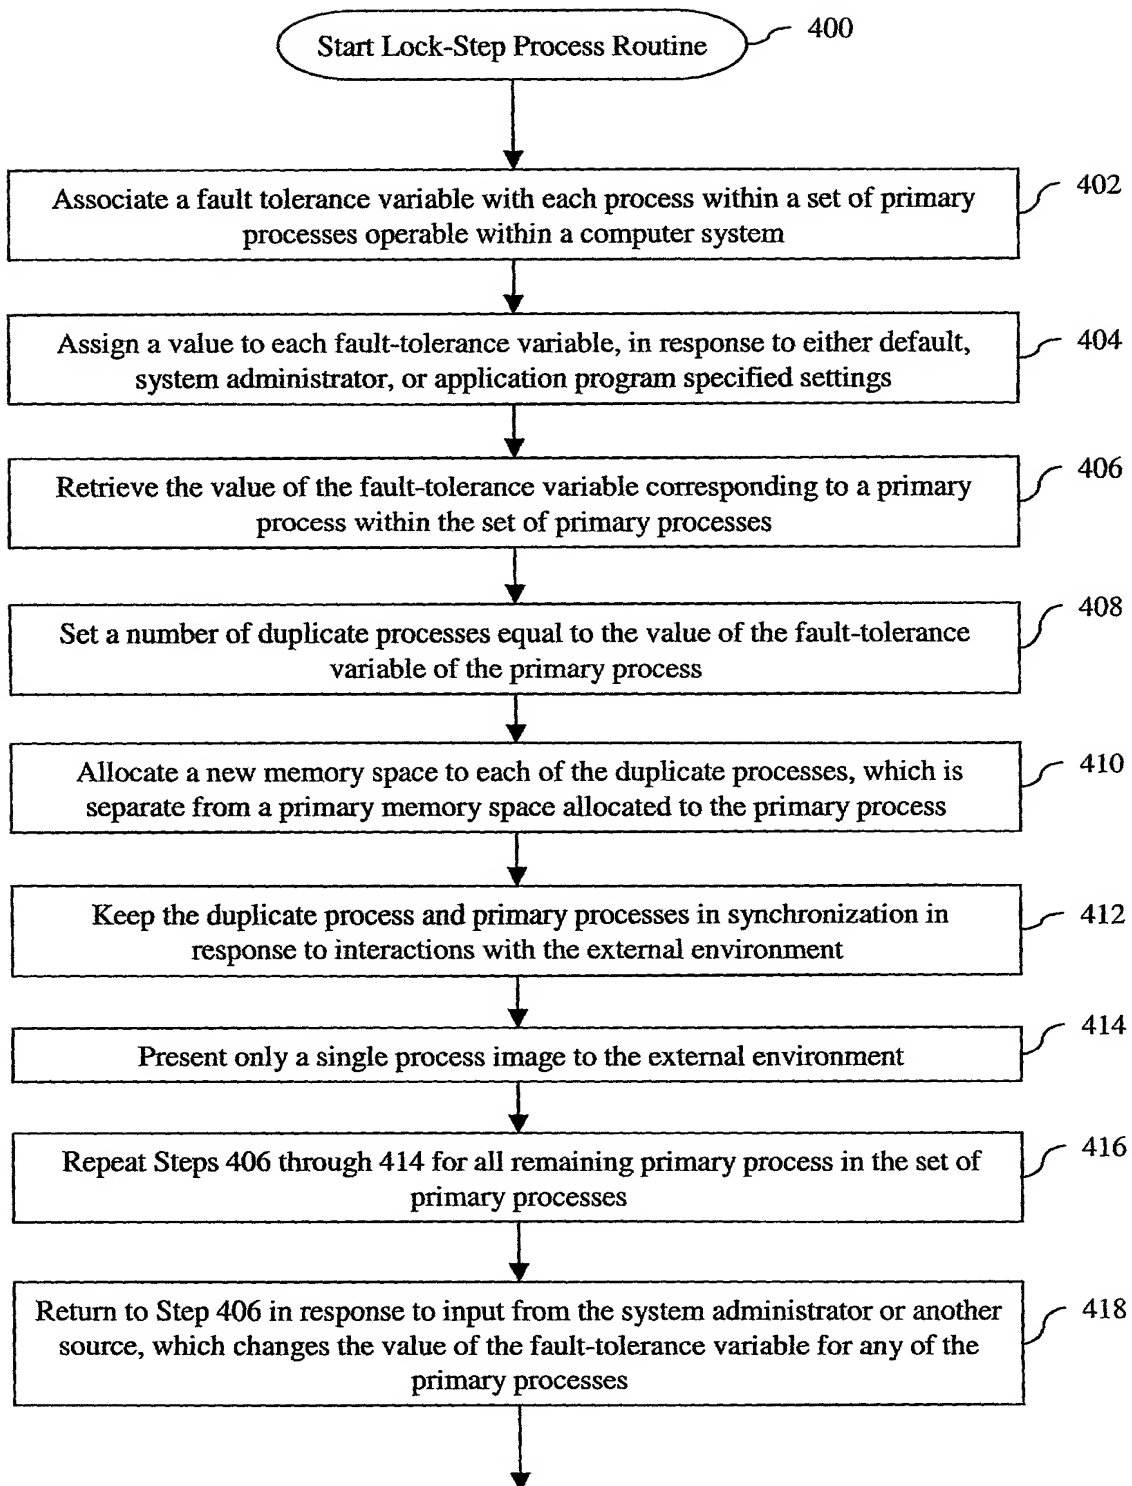 Start Lock-Step Process Routine
400
Associate a fault tolerance variable with each process within a set of primary
processes operable within a computer system
402
Assign a value to each fault-tolerance variable, in response to either default,
system administrator, or application program specified settings
404
Retrieve the value of the fault-tolerance variable corresponding to a primary
process within the set of primary processes
406
Set a number of duplicate processes equal to the value of the fault-tolerance
variable of the primary process
408
Allocate a new memory space to each of the duplicate processes, which is
separate from a primary memory space allocated to the primary process
410
Keep the duplicate process and primary processes in synchronization in
response to interactions with the external environment
412
Present only a single process image to the external environment
414
Repeat Steps 406 through 414 for all remaining primary process in the set of
primary processes
416
Return to Step 406 in response to input from the system administrator or another
source, which changes the value of the fault-tolerance variable for any of the
primary processes
418